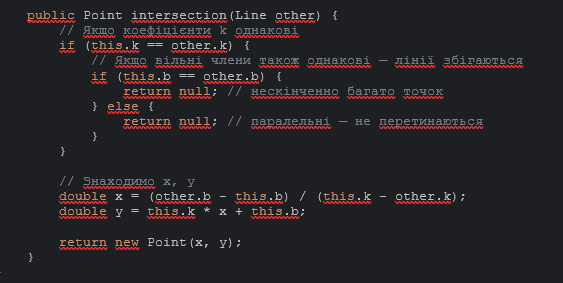 public Point intersection(Line other) {
// Якщо коефіцієнти k однакові
if (this.k == other.k) {
// Якщо вільні члени також однакові — лінії збігаються
if (this.b == other.b) {
return null; // нескінченно багато точок
} else {
return null; // паралельні — не перетинаються
}
}
// Знаходимо x, y
double x = (other.b - this.b) / (this.k - other.k);
double y = this.k * x + this.b;
return new Point(x, y);
}